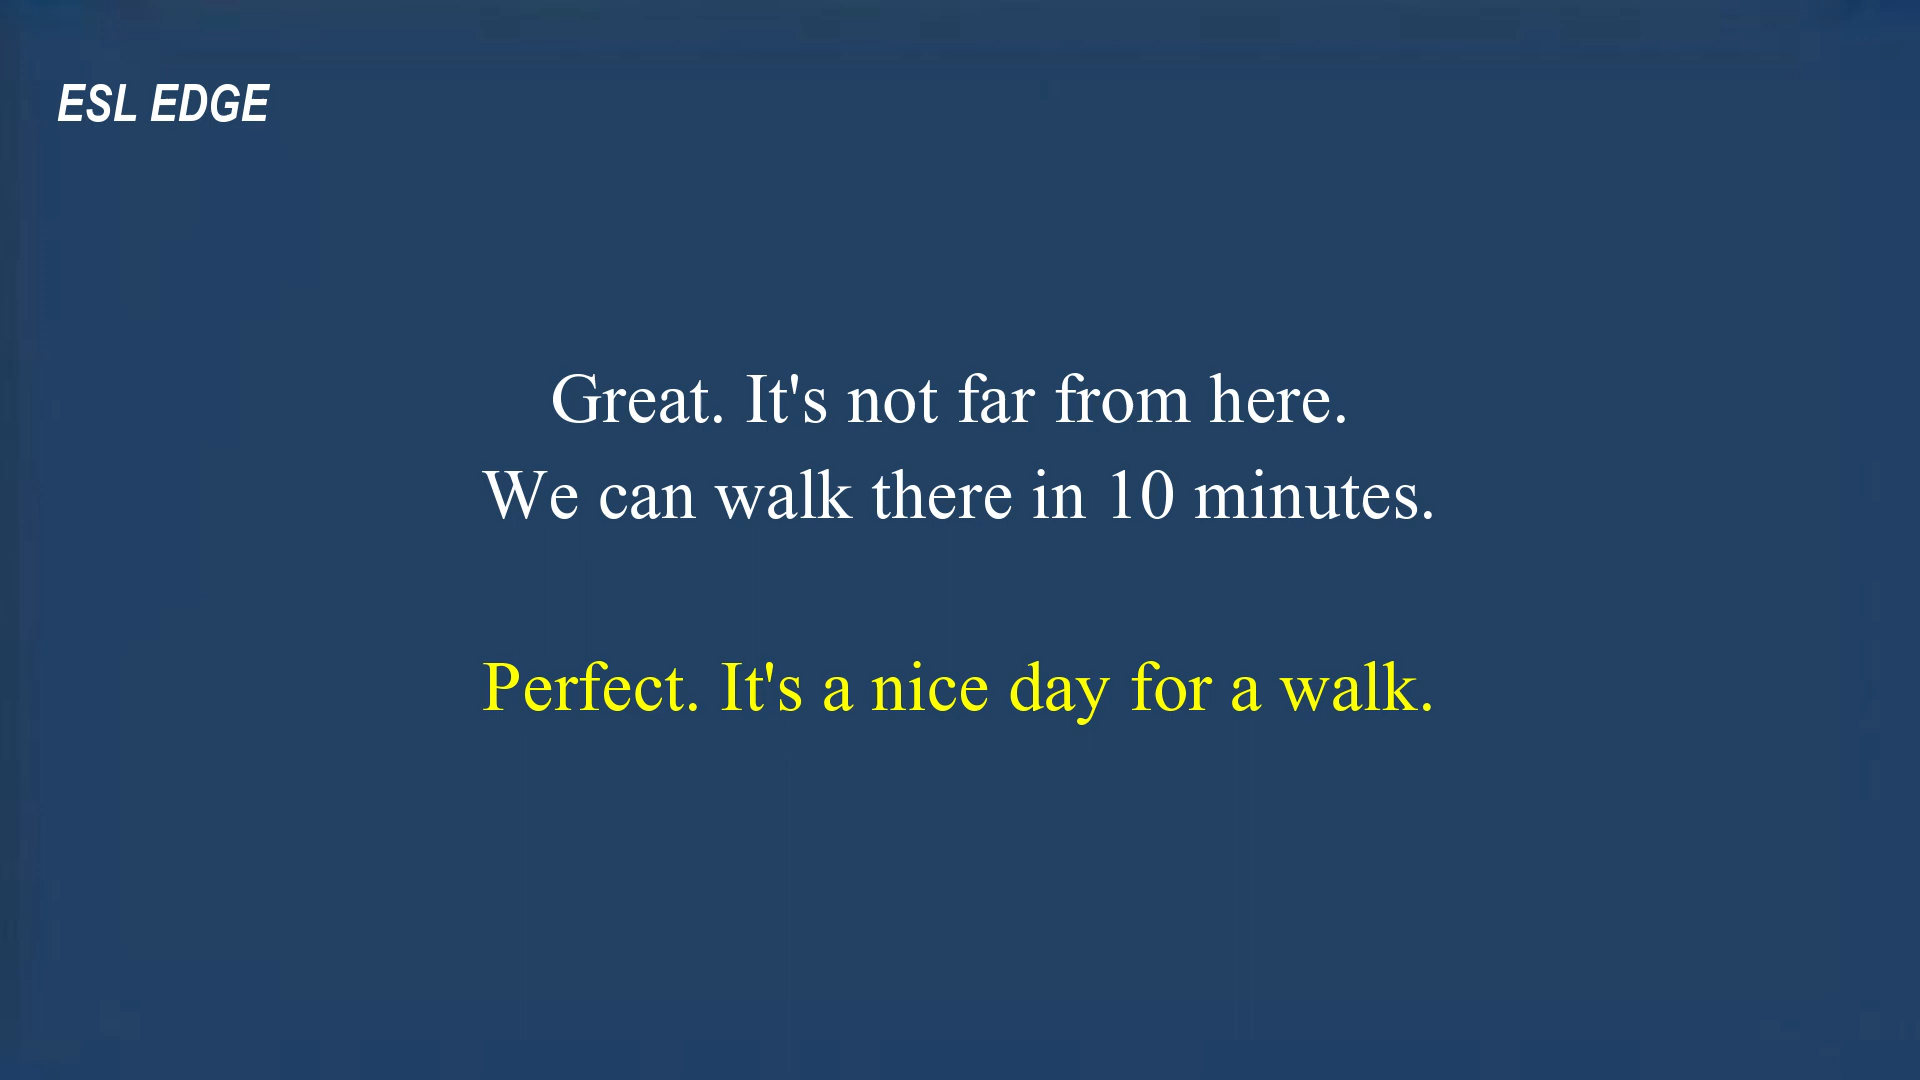 ESL EDGE
Great. It's not far from here.
We can walk there in 10 minutes.
Perfect. It's a nice day for a walk.